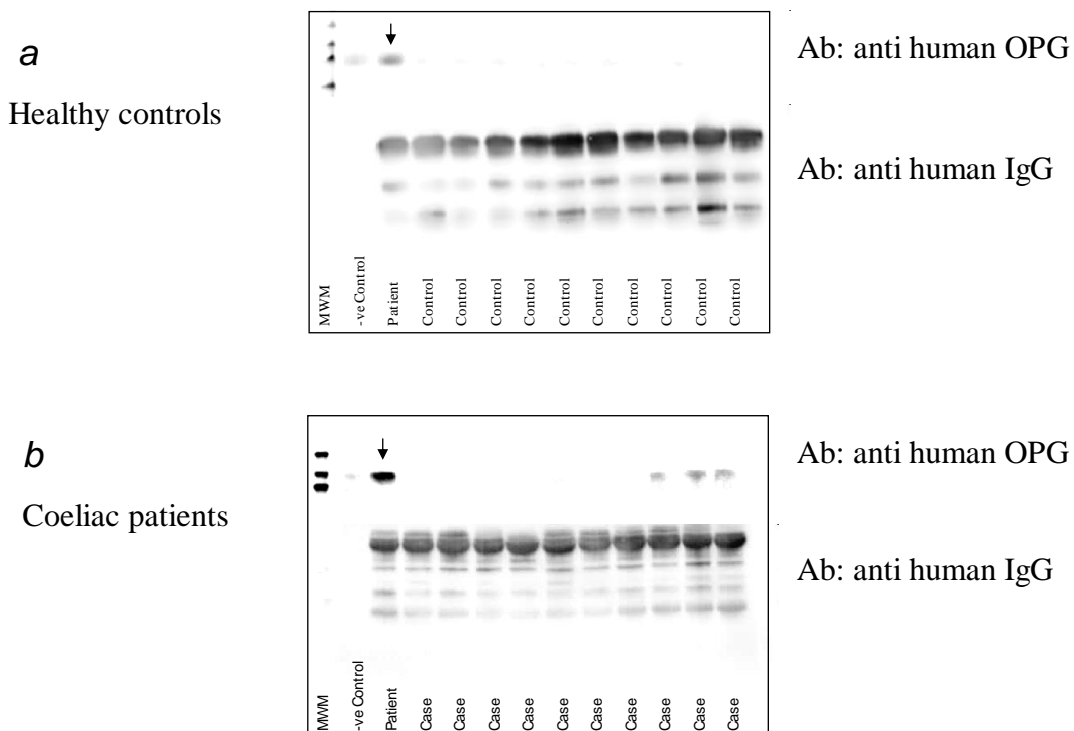 a
Healthy controls
Ab: anti human OPG
Ab: anti human IgG
MWM
-ve Control
Patient
Control
Control
Control
Control
Control
Control
Control
Control
Control
Control
b
Coeliac patients
Ab: anti human OPG
Ab: anti human IgG
MWM
-ve Control
Patient
Case
Case
Case
Case
Case
Case
Case
Case
Case
Case